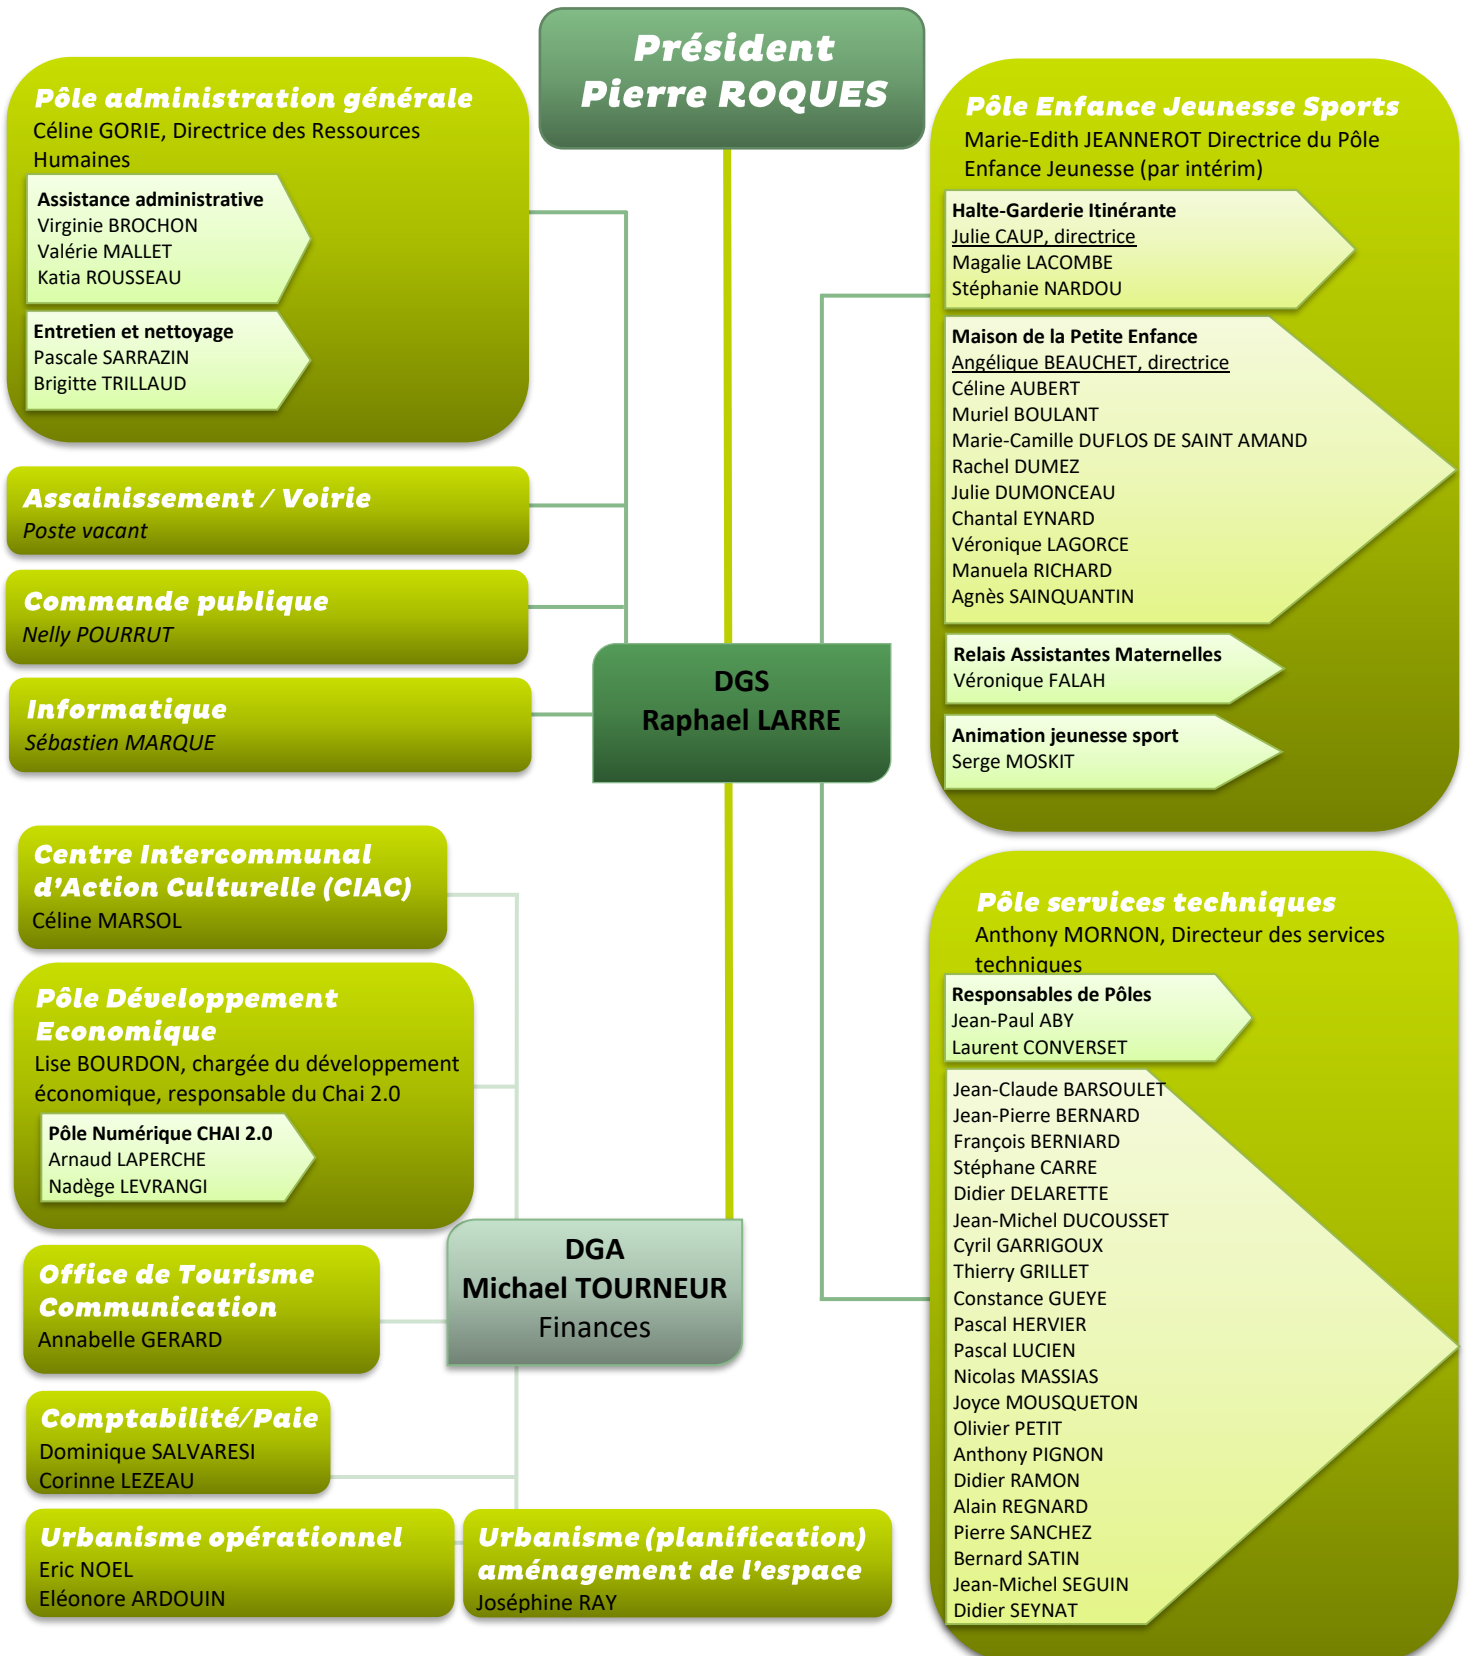 Président
Pierre ROQUES
Pôle administration générale
Céline GORIE, Directrice des Ressources
Humaines
Assistance administrative
Virginie BROCHON
Valérie MALLET
Katia ROUSSEAU
Entretien et nettoyage
Pascale SARRAZIN
Brigitte TRILLAUD
Assainissement / Voirie
Poste vacant
Commande publique
Nelly POURRUT
Informatique
Sébastien MARQUE
DGS
Raphael LARRE
Pôle Enfance Jeunesse Sports
Marie-Edith JEANNEROT Directrice du Pôle
Enfance Jeunesse (par intérim)
Halte-Garderie Itinérante
Julie CAUP, directrice
Magalie LACOMBE
Stéphanie NARDOU
Maison de la Petite Enfance
Angélique BEAUCHET, directrice
Céline AUBERT
Muriel BOULANT
Marie-Camille DUFLOS DE SAINT AMAND
Rachel DUMEZ
Julie DUMONCEAU
Chantal EYNARD
Véronique LAGORCE
Manuela RICHARD
Agnès SAINQUANTIN
Relais Assistantes Maternelles
Véronique FALAH
Animation jeunesse sport
Serge MOSKIT
Centre Intercommunal
d'Action Culturelle (CIAC)
Céline MARSOL
Pôle Développement
Economique
Lise BOURDON, chargée du développement
économique, responsable du Chai 2.0
Pôle Numérique CHAI 2.0
Arnaud LAPERCHE
Nadège LEVRANGI
DGA
Michael TOURNEUR
Finances
Office de Tourisme
Communication
Annabelle GERARD
Comptabilité/Paie
Dominique SALVARESI
Corinne LEZEAU
Urbanisme opérationnel
Eric NOEL
Eléonore ARDOUIN
Urbanisme (planification)
aménagement de l'espace
Joséphine RAY
Pôle services techniques
Anthony MORNON, Directeur des services
techniques
Responsables de Pôles
Jean-Paul ABY
Laurent CONVERSET
Jean-Claude BARSOULET
Jean-Pierre BERNARD
François BERNIARD
Stéphane CARRE
Didier DELARETTE
Jean-Michel DUCOUSSET
Cyril GARRIGOUX
Thierry GRILLET
Constance GUEYE
Pascal HERVIER
Pascal LUCIEN
Nicolas MASSIAS
Joyce MOUSQUETON
Olivier PETIT
Anthony PIGNON
Didier RAMON
Alain REGNARD
Pierre SANCHEZ
Bernard SATIN
Jean-Michel SEGUIN
Didier SEYNAT